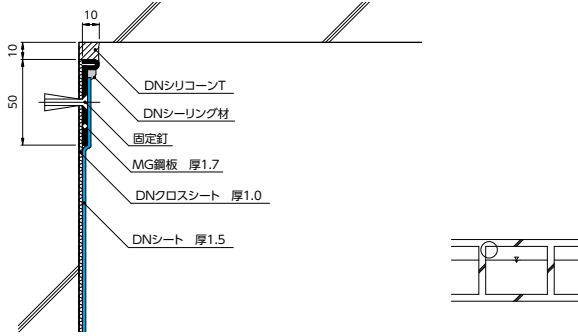 10
10
50
DNシリコーンT
DNシーリング材
固定釘
MG鋼板 厚1.7
DNクロスシート 厚1.0
DNシート 厚1.5